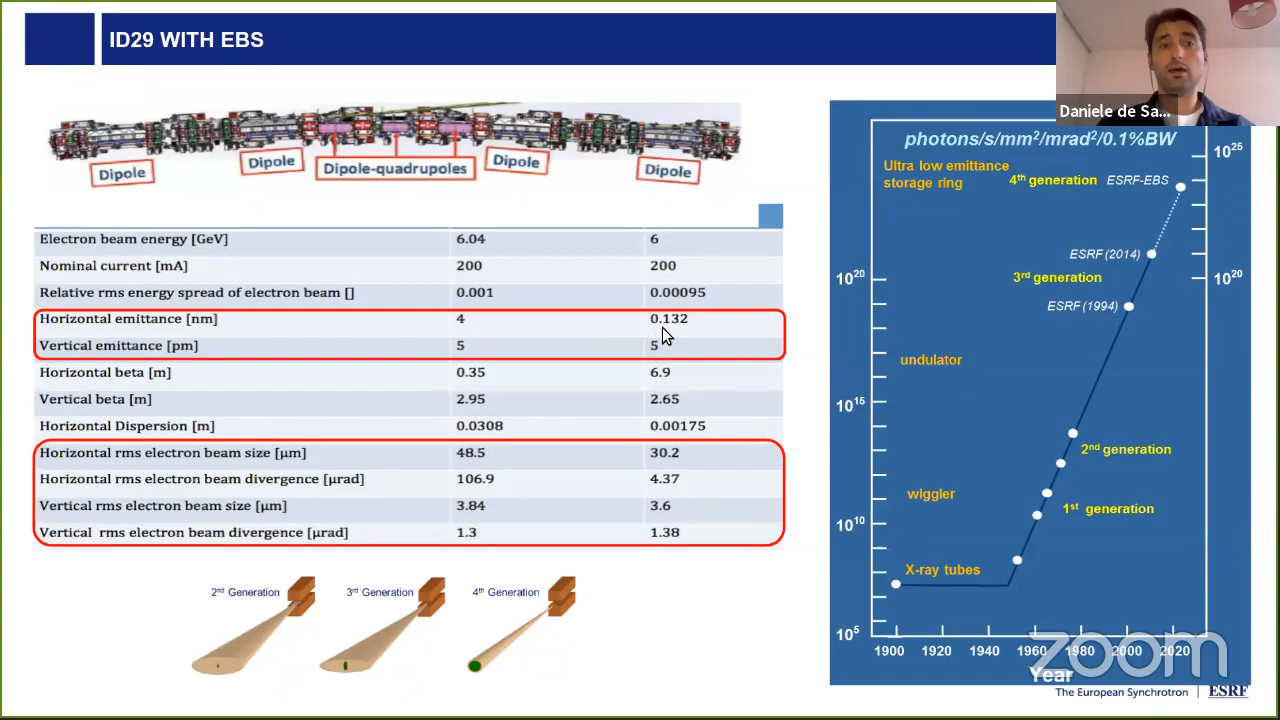 ID29 WITH EBS
Daniele de Sa...
Dipole
Dipole
Dipole-quadrupoles
Dipole
Dipole
Electron beam energy [GeV] 6.04 6
Nominal current [mA] 200 200
Relative rms energy spread of electron beam [] 0.001 0.00095
Horizontal emittance [nm] 4 0.132
Vertical emittance [pm] 5 5
Horizontal beta [m] 0.35 6.9
Vertical beta [m] 2.95 2.65
Horizontal Dispersion [m] 0.0308 0.00175
Horizontal rms electron beam size [µm] 48.5 30.2
Horizontal rms electron beam divergence [µrad] 106.9 4.37
Vertical rms electron beam size [µm] 3.84 3.6
Vertical rms electron beam divergence [µrad] 1.3 1.38
2nd Generation
3rd Generation
4th Generation
photons/s/mm²/mrad²/0.1%BW
10²⁵
Ultra low emittance
storage ring
4th generation ESRF-EBS
ESRF (2014)
10²⁰
3rd generation
10²⁰
ESRF (1994)
undulator
10¹⁵
2nd generation
wiggler
1st generation
10¹⁰
X-ray tubes
10⁵
1900 1920 1940 1960 1980 2000 2020
Year
zoom
The European Synchrotron ESRF